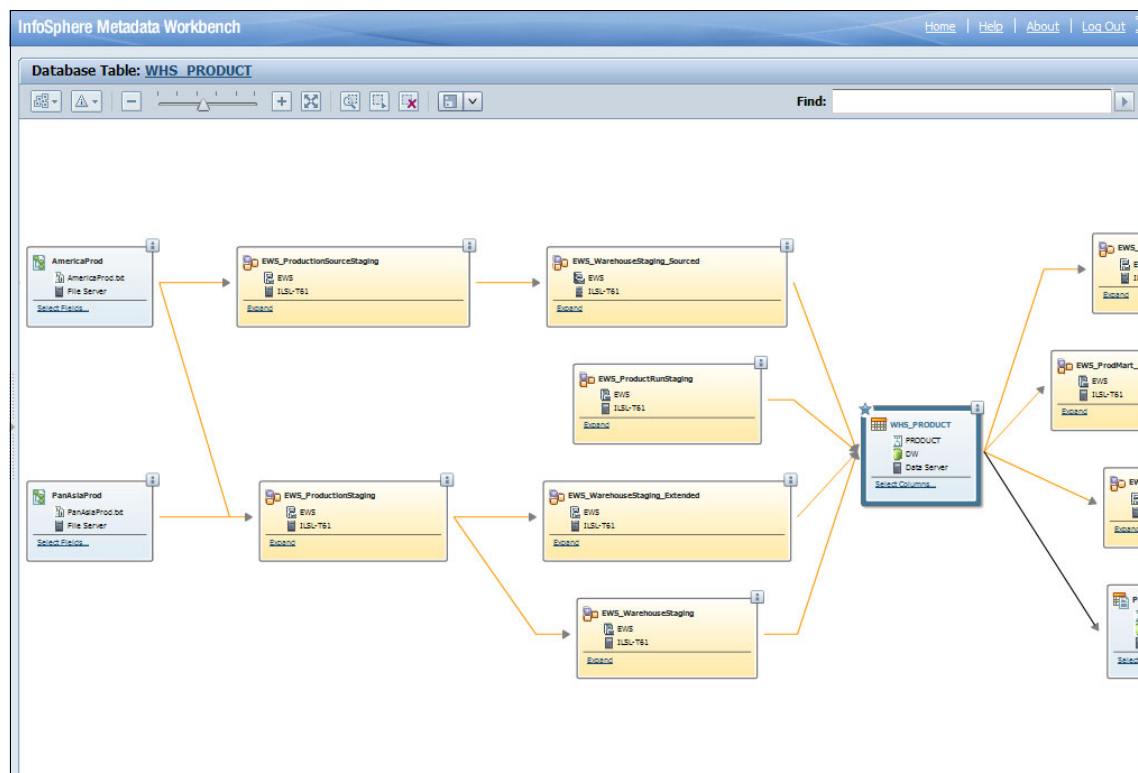 InfoSphere Metadata Workbench
Home | Help | About | Log Out
Database Table: WHS_PRODUCT
Find:
AmericaProd
AmericaProd.txt
File Server
Select Fields...
EWS_ProductionSourceStaging
EWS
ILSL-T61
Expand
EWS_WarehouseStaging_Sourced
EWS
ILSL-T61
Expand
EWS_
Expand
EWS_ProductRunStaging
EWS
ILSL-T61
Expand
EWS_ProdMart_
EWS
ILSL-T61
Expand
WHS_PRODUCT
PRODUCT
DW
Data Server
Select Columns...
PanAsiaProd
PanAsiaProd.txt
File Server
Select Fields...
EWS_ProductionStaging
EWS
ILSL-T61
Expand
EWS_WarehouseStaging_Extended
EWS
ILSL-T61
Expand
Expand
EWS_WarehouseStaging
EWS
ILSL-T61
Expand